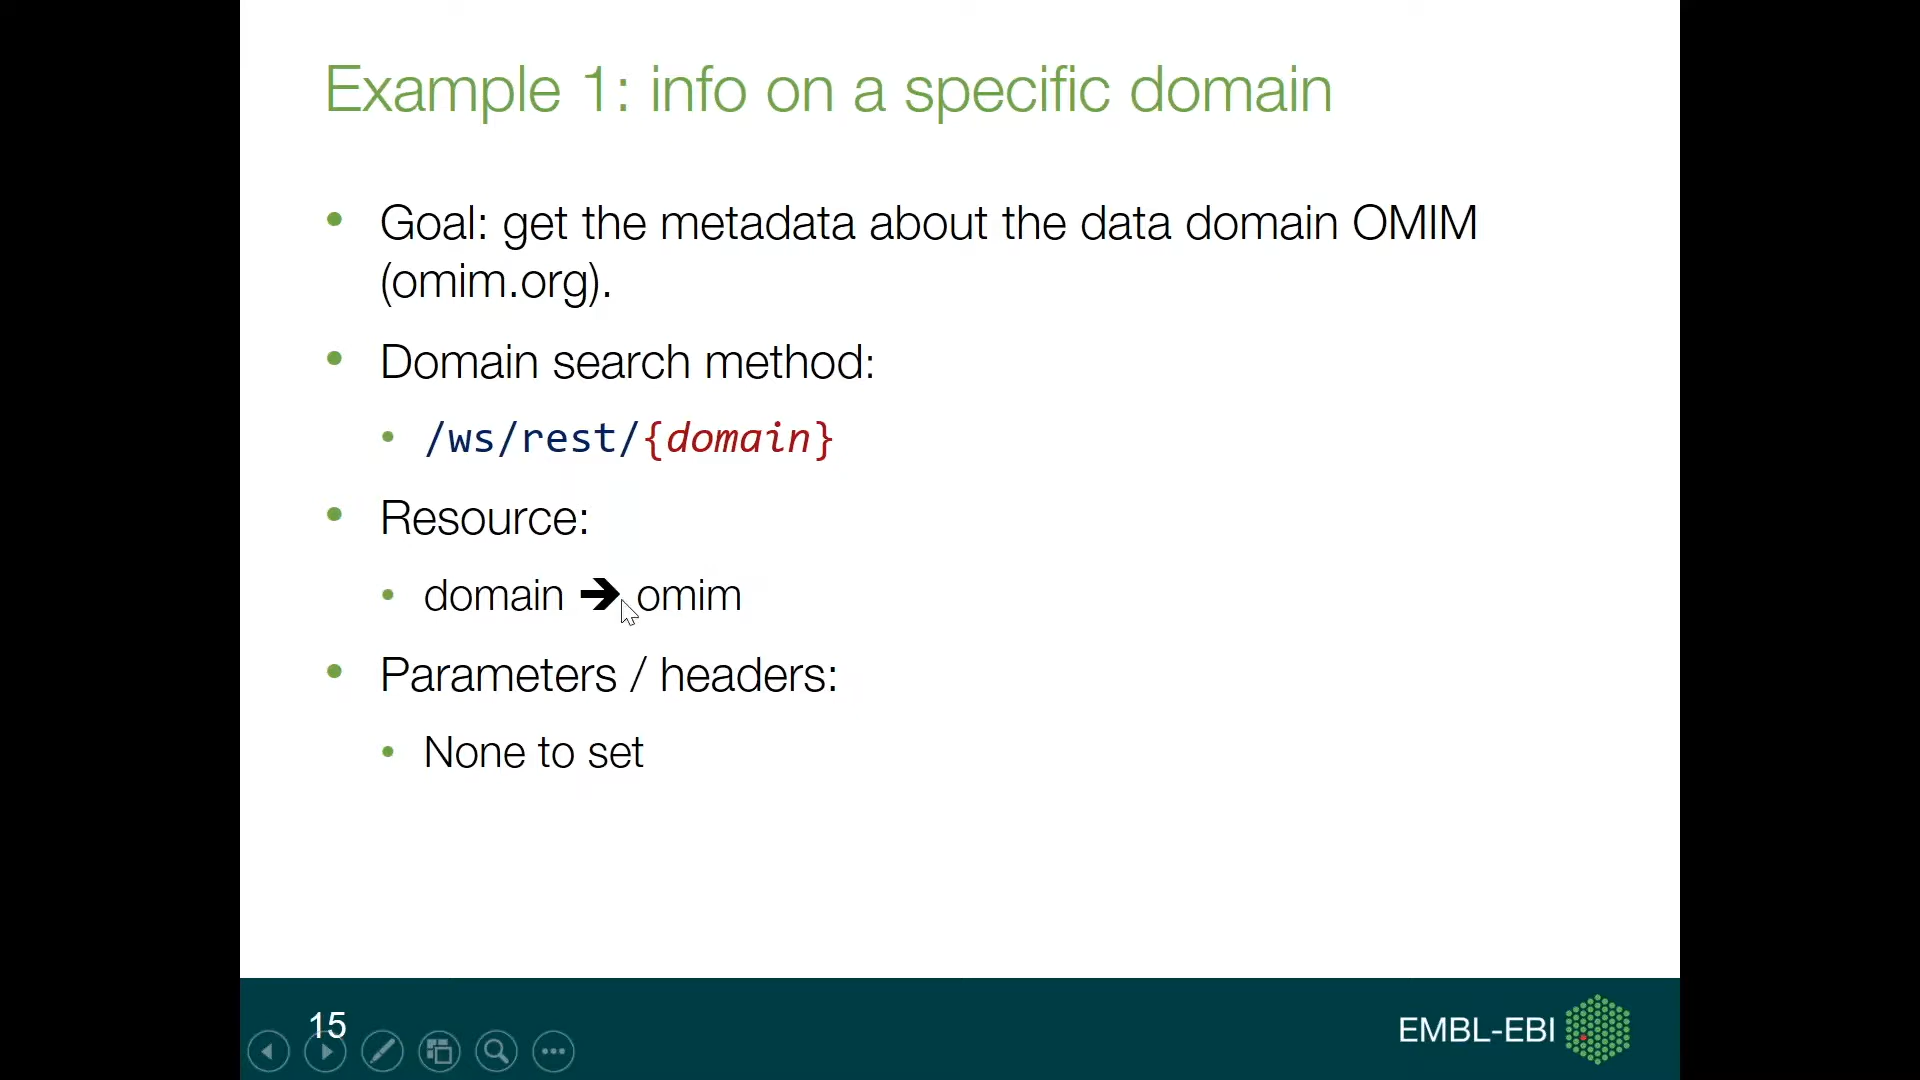 Example 1: info on a specific domain
• Goal: get the metadata about the data domain OMIM
(omim.org).
• Domain search method:
• /ws/rest/{domain}
• Resource:
• domain ➔ omim
• Parameters / headers:
• None to set
15
EMBL-EBI